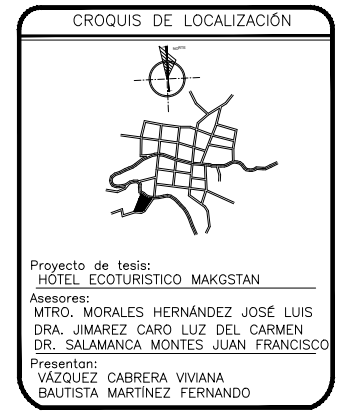 CROQUIS DE LOCALIZACIÓN
NORTE
Proyecto de tesis:
HOTEL ECOTURISTICO MAKGSTAN
Asesores:
MTRO. MORALES HERNÁNDEZ JOSÉ LUIS
DRA. JIMAREZ CARO LUZ DEL CARMEN
DR. SALAMANCA MONTES JUAN FRANCISCO
Presentan:
VÁZQUEZ CABRERA VIVIANA
BAUTISTA MARTÍNEZ FERNANDO